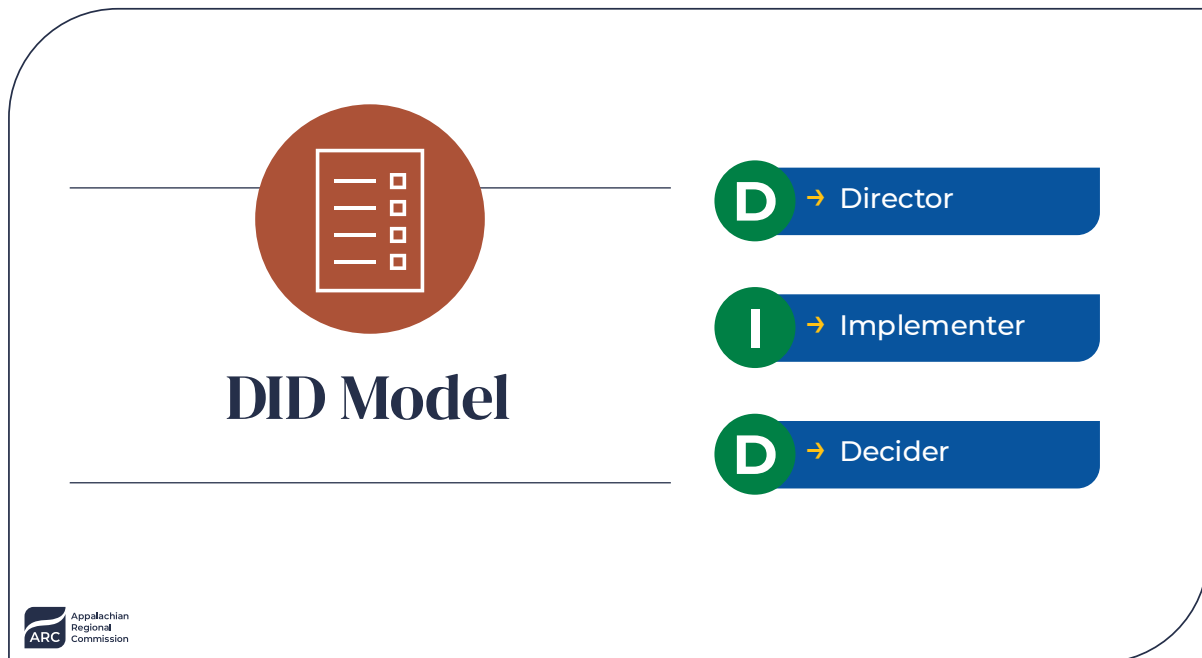 DID Model
D → Director
I → Implementer
D → Decider
ARC
Appalachian
Regional
Commission